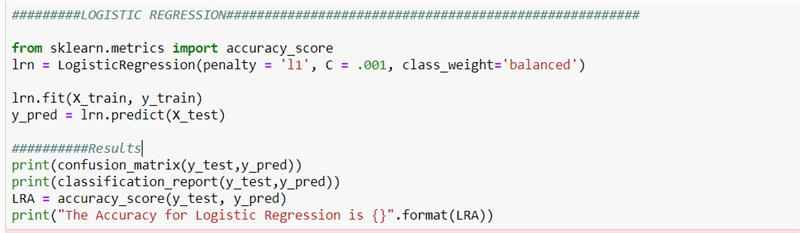 #########LOGISTIC REGRESSION######################################################
from sklearn.metrics import accuracy_score
lrn = LogisticRegression(penalty = 'l1', C = .001, class_weight='balanced')
lrn.fit(X_train, y_train)
y_pred = lrn.predict(X_test)
##########Results
print(confusion_matrix(y_test,y_pred))
print(classification_report(y_test,y_pred))
LRA = accuracy_score(y_test, y_pred)
print("The Accuracy for Logistic Regression is {}".format(LRA))